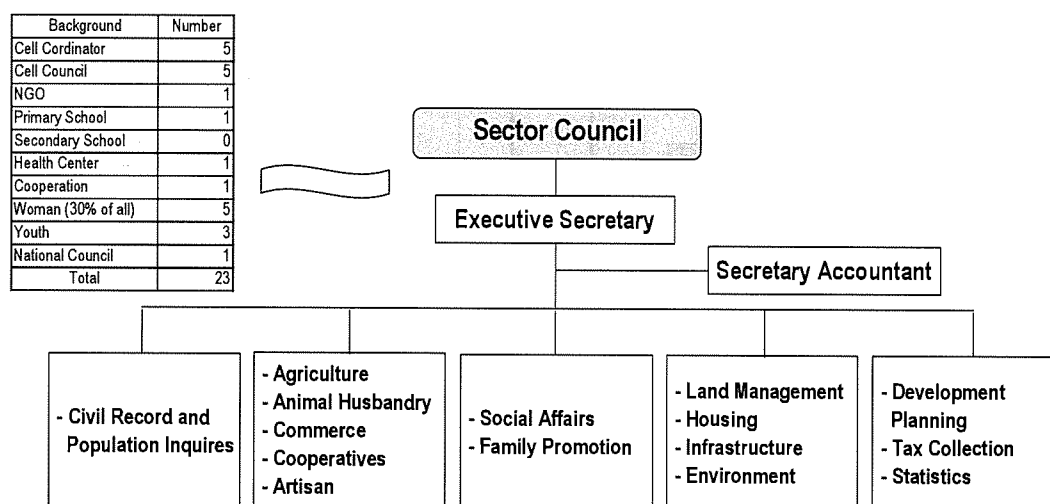 Background Number
Cell Cordinator 5
Cell Council 5
NGO 1
Primary School 1
Secondary School 0
Health Center 1
Cooperation 1
Woman (30% of all) 5
Youth 3
National Council 1
Total 23
Sector Council
Executive Secretary
Secretary Accountant
- Civil Record and
Population Inquires
- Agriculture
- Animal Husbandry
- Commerce
- Cooperatives
- Artisan
- Social Affairs
- Family Promotion
- Land Management
- Housing
- Infrastructure
- Environment
- Development
Planning
- Tax Collection
- Statistics